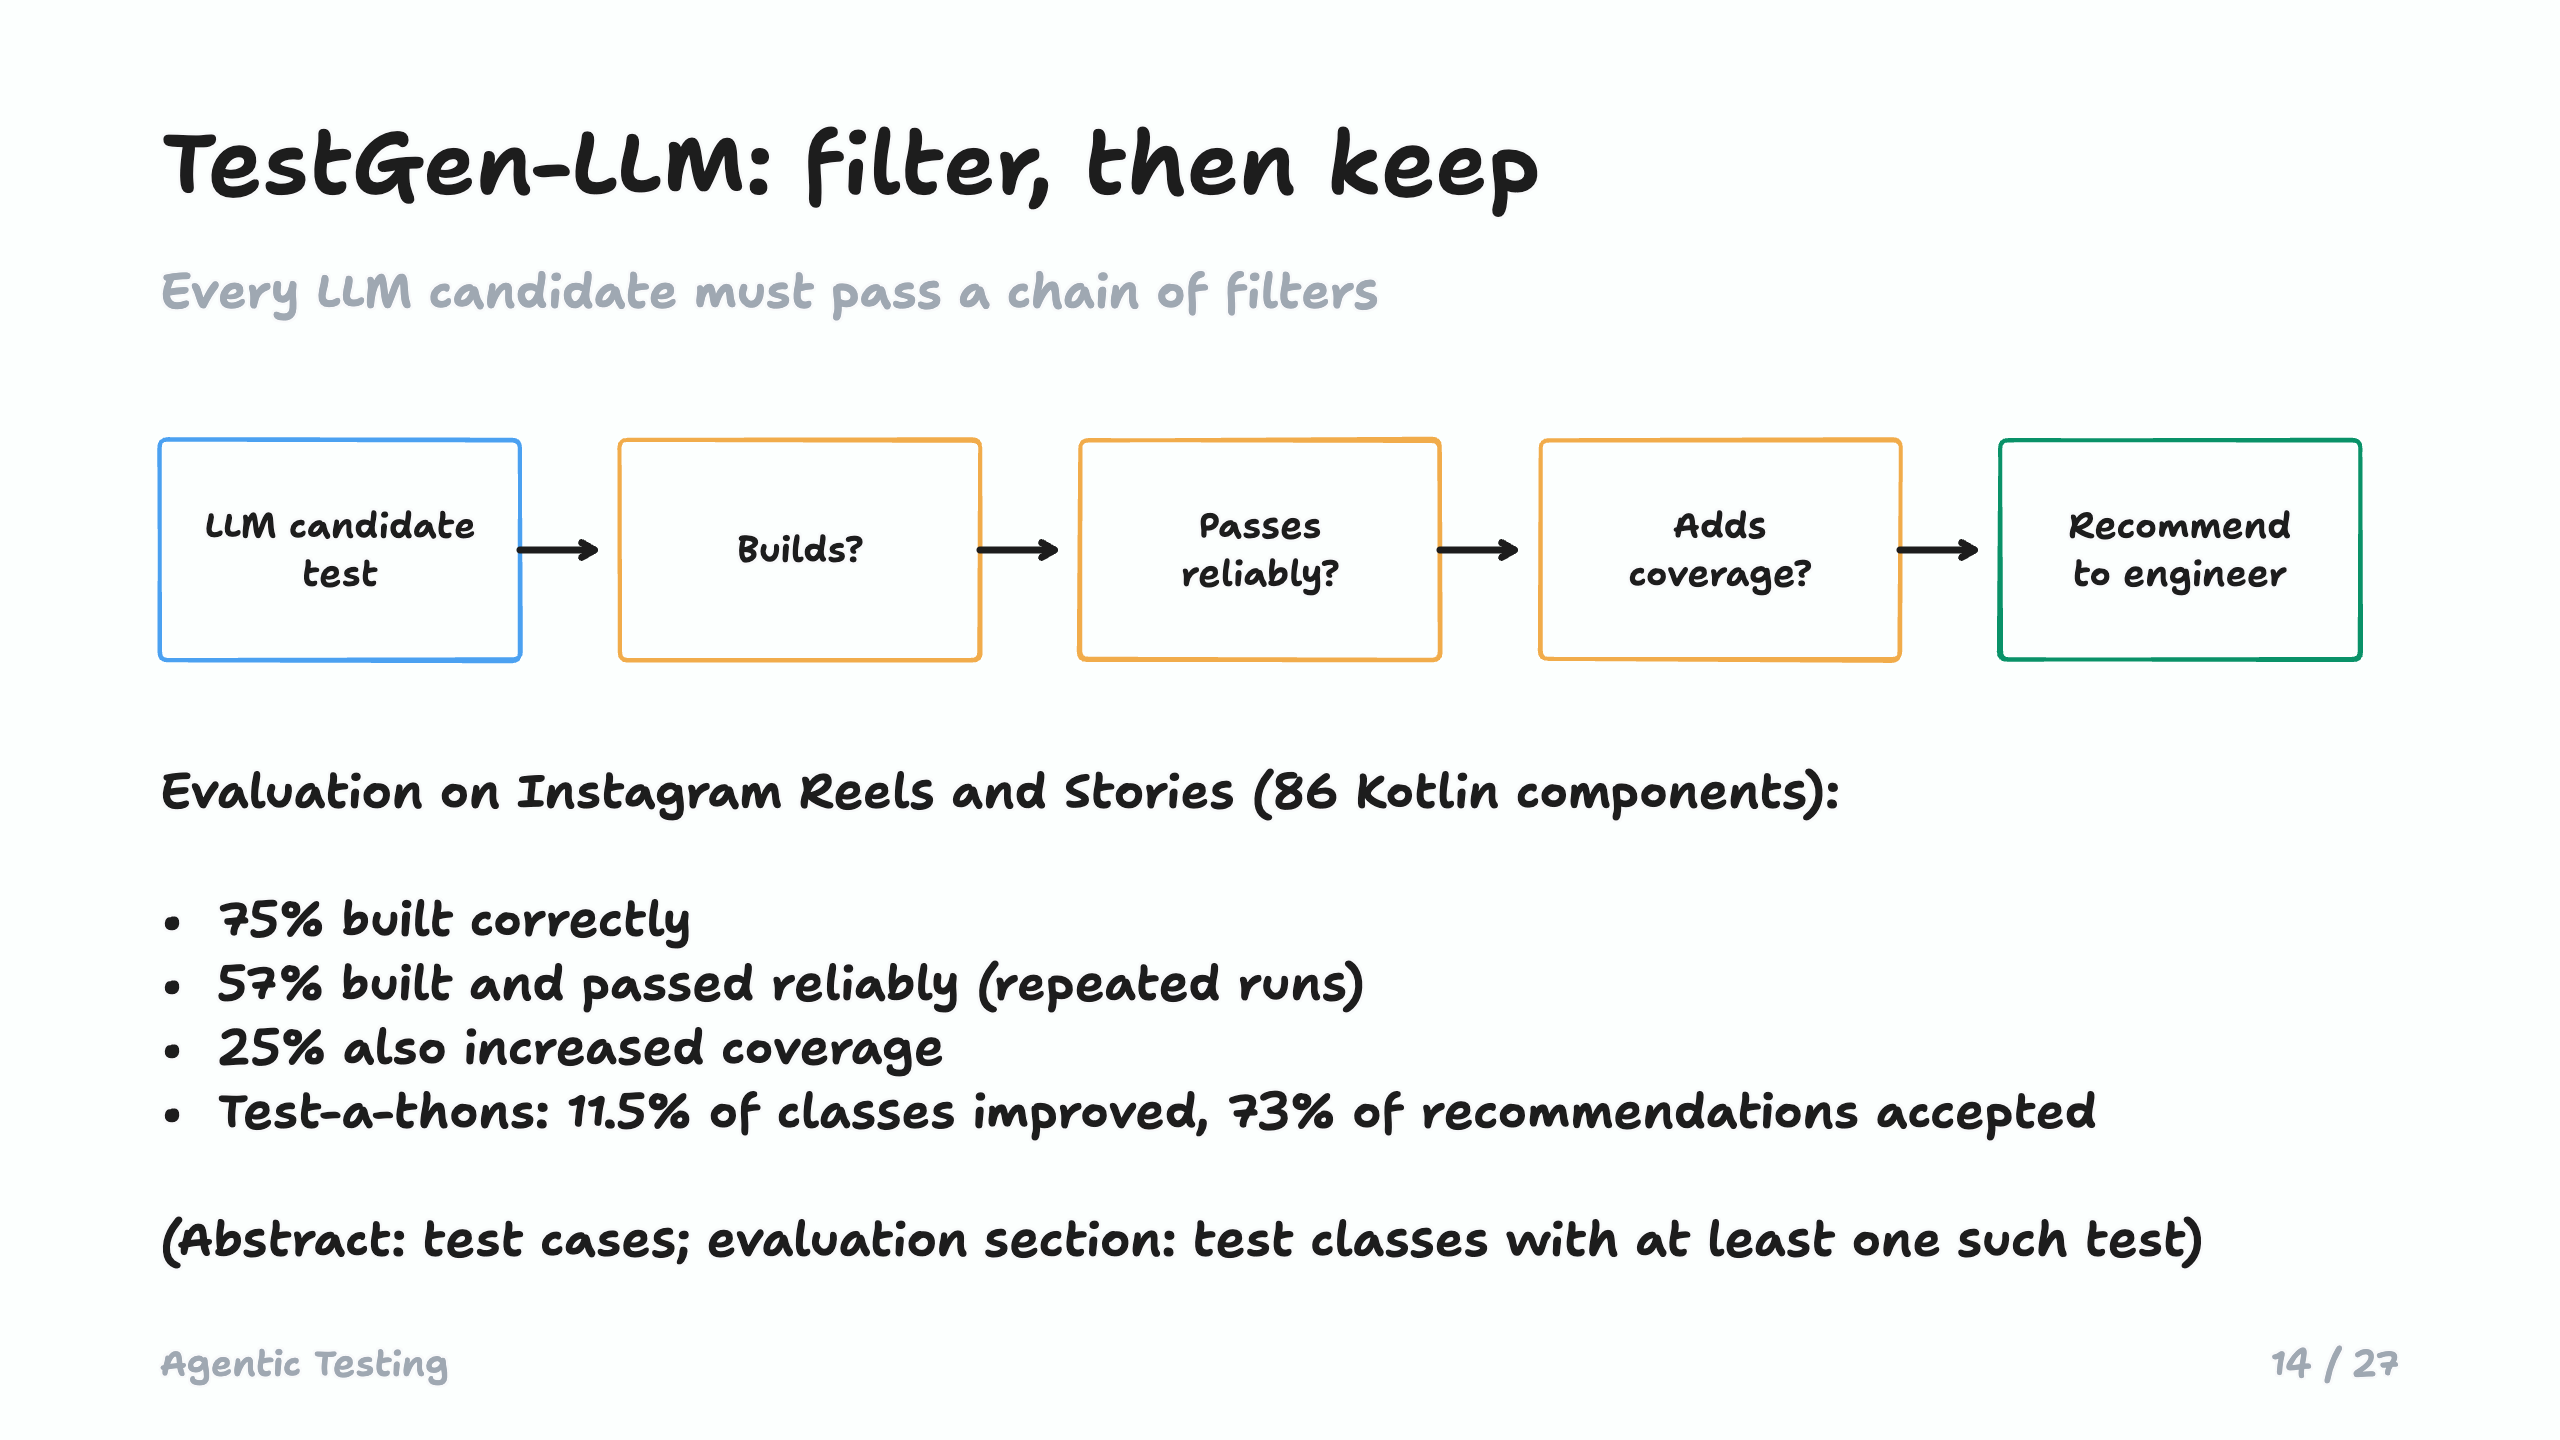 TestGen-LLM: filter, then keep
Every LLM candidate must pass a chain of filters
LLM candidate
test
Builds?
Passes
reliably?
Adds
coverage?
Recommend
to engineer
Evaluation on Instagram Reels and Stories (86 Kotlin components):
• 75% built correctly
• 57% built and passed reliably (repeated runs)
• 25% also increased coverage
• Test-a-thons: 11.5% of classes improved, 73% of recommendations accepted
(Abstract: test cases; evaluation section: test classes with at least one such test)
Agentic Testing
14 / 27